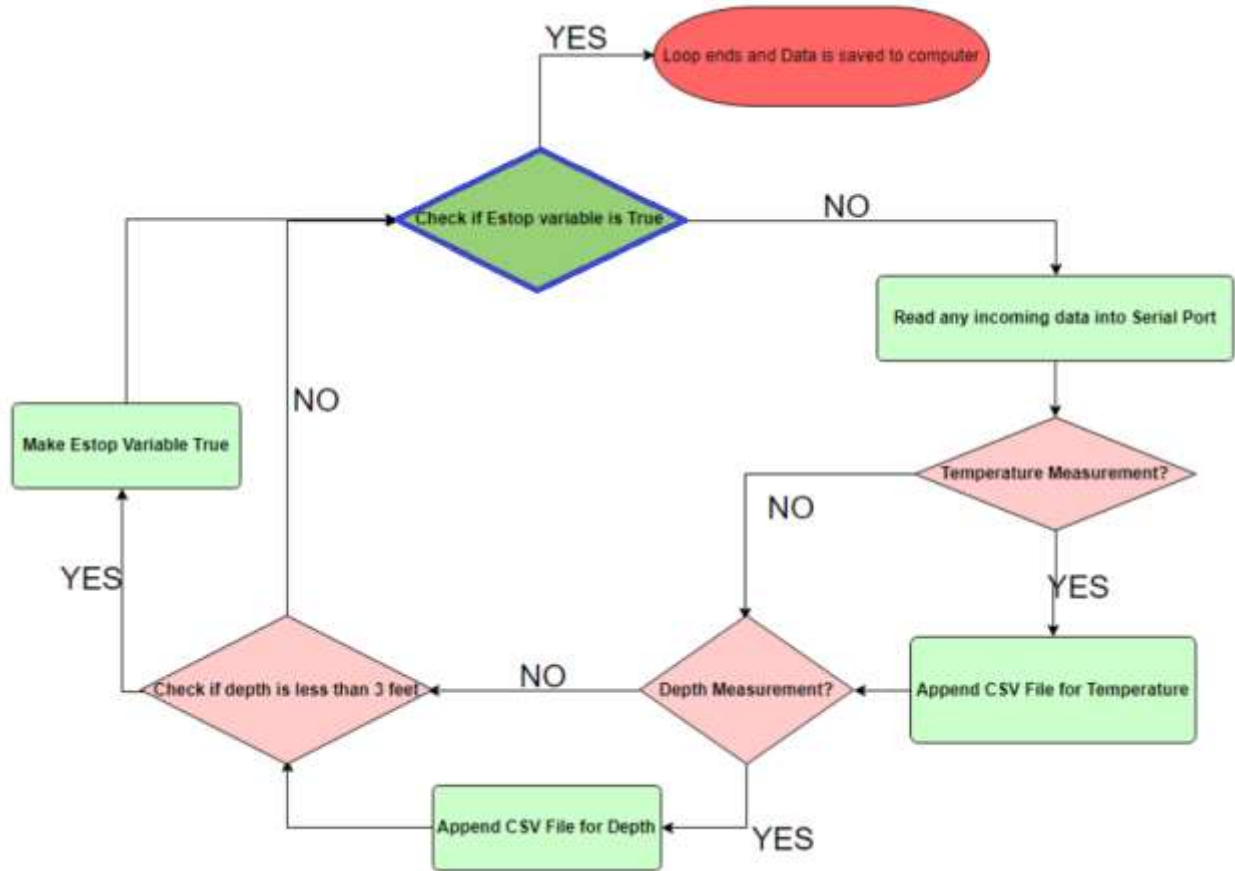 YES
Loop ends and Data is saved to computer
Check if Estop variable is True
NO
Read any incoming data into Serial Port
NO
Make Estop Variable True
Temperature Measurement?
NO
YES
YES
Check if depth is less than 3 feet
NO
Depth Measurement?
Append CSV File for Temperature
Append CSV File for Depth
YES